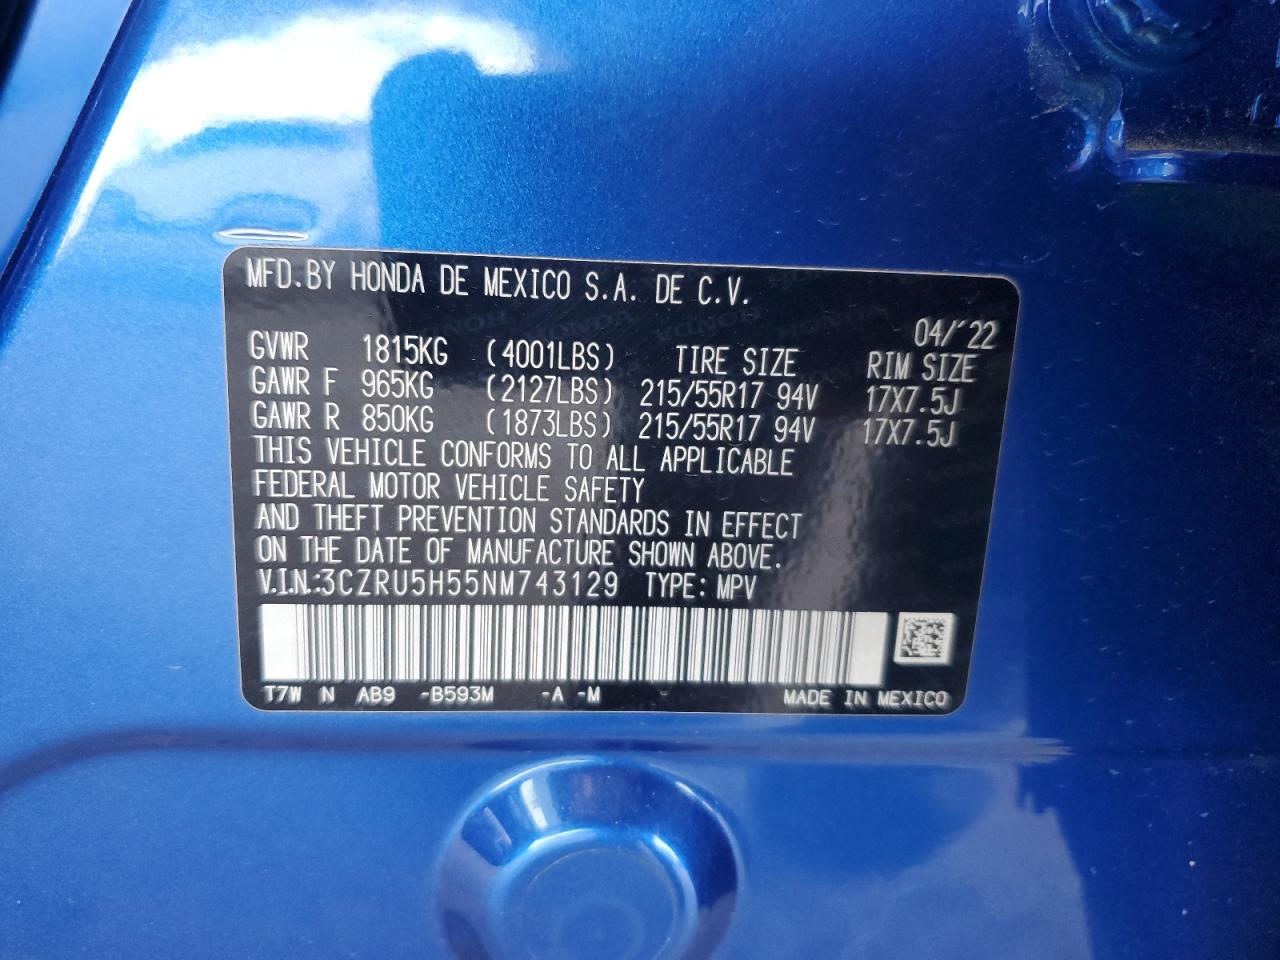 MFD.BY HONDA DE MEXICO S.A. DE C.V.
04/'22
GVWR 1815KG (4001LBS) TIRE SIZE RIM SIZE
GAWR F 965KG (2127LBS) 215/55R17 94V 17X7.5J
GAWR R 850KG (1873LBS) 215/55R17 94V 17X7.5J
THIS VEHICLE CONFORMS TO ALL APPLICABLE
FEDERAL MOTOR VEHICLE SAFETY
AND THEFT PREVENTION STANDARDS IN EFFECT
ON THE DATE OF MANUFACTURE SHOWN ABOVE.
V.I.N.:3CZRU5H55NM743129 TYPE: MPV
T7W N AB9 -B593M -A -M MADE IN MEXICO